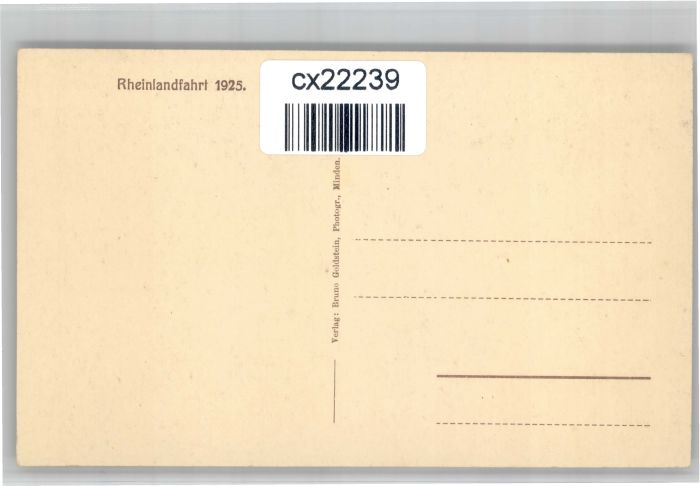 Rheinlandfahrt 1925.
cx22239
Verlag: Bruno Goldstein, Photogr., Minden.